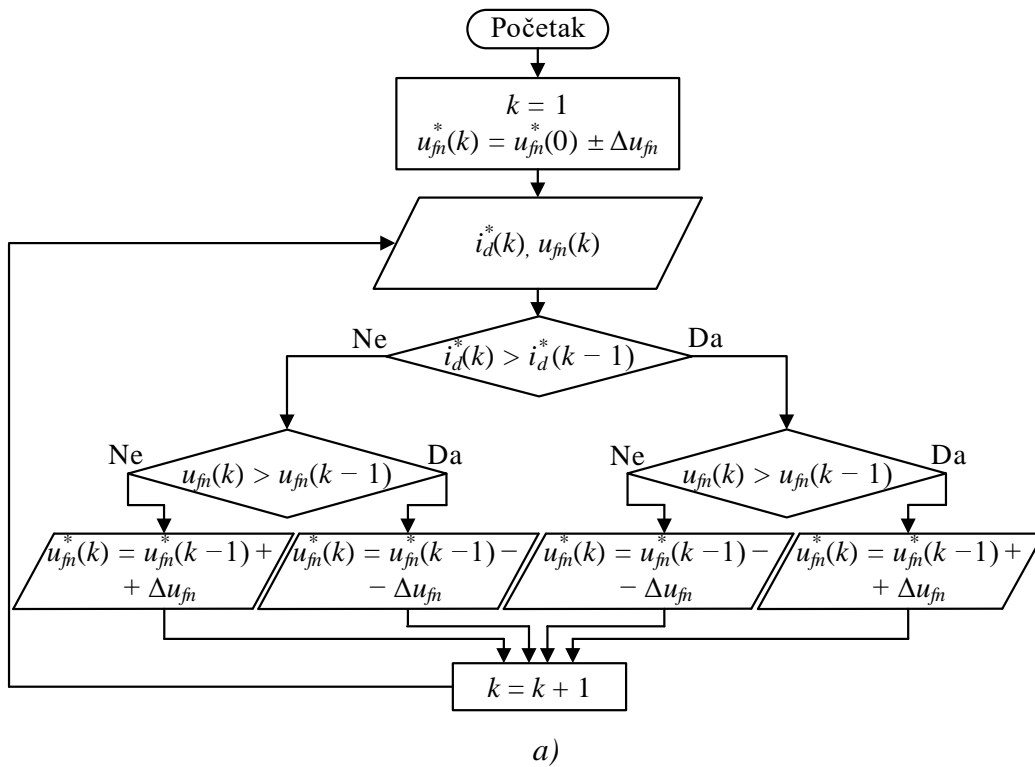 Početak
k = 1
u*fn(k) = u*fn(0) ± Δufn
i*d(k), ufn(k)
Ne
Da
i*d(k) > i*d(k − 1)
Ne
Da
ufn(k) > ufn(k − 1)
Ne
Da
ufn(k) > ufn(k − 1)
u*fn(k) = u*fn(k −1) +
+ Δufn
u*fn(k) = u*fn(k −1) −
− Δufn
u*fn(k) = u*fn(k −1) −
− Δufn
u*fn(k) = u*fn(k −1) +
+ Δufn
k = k + 1
a)